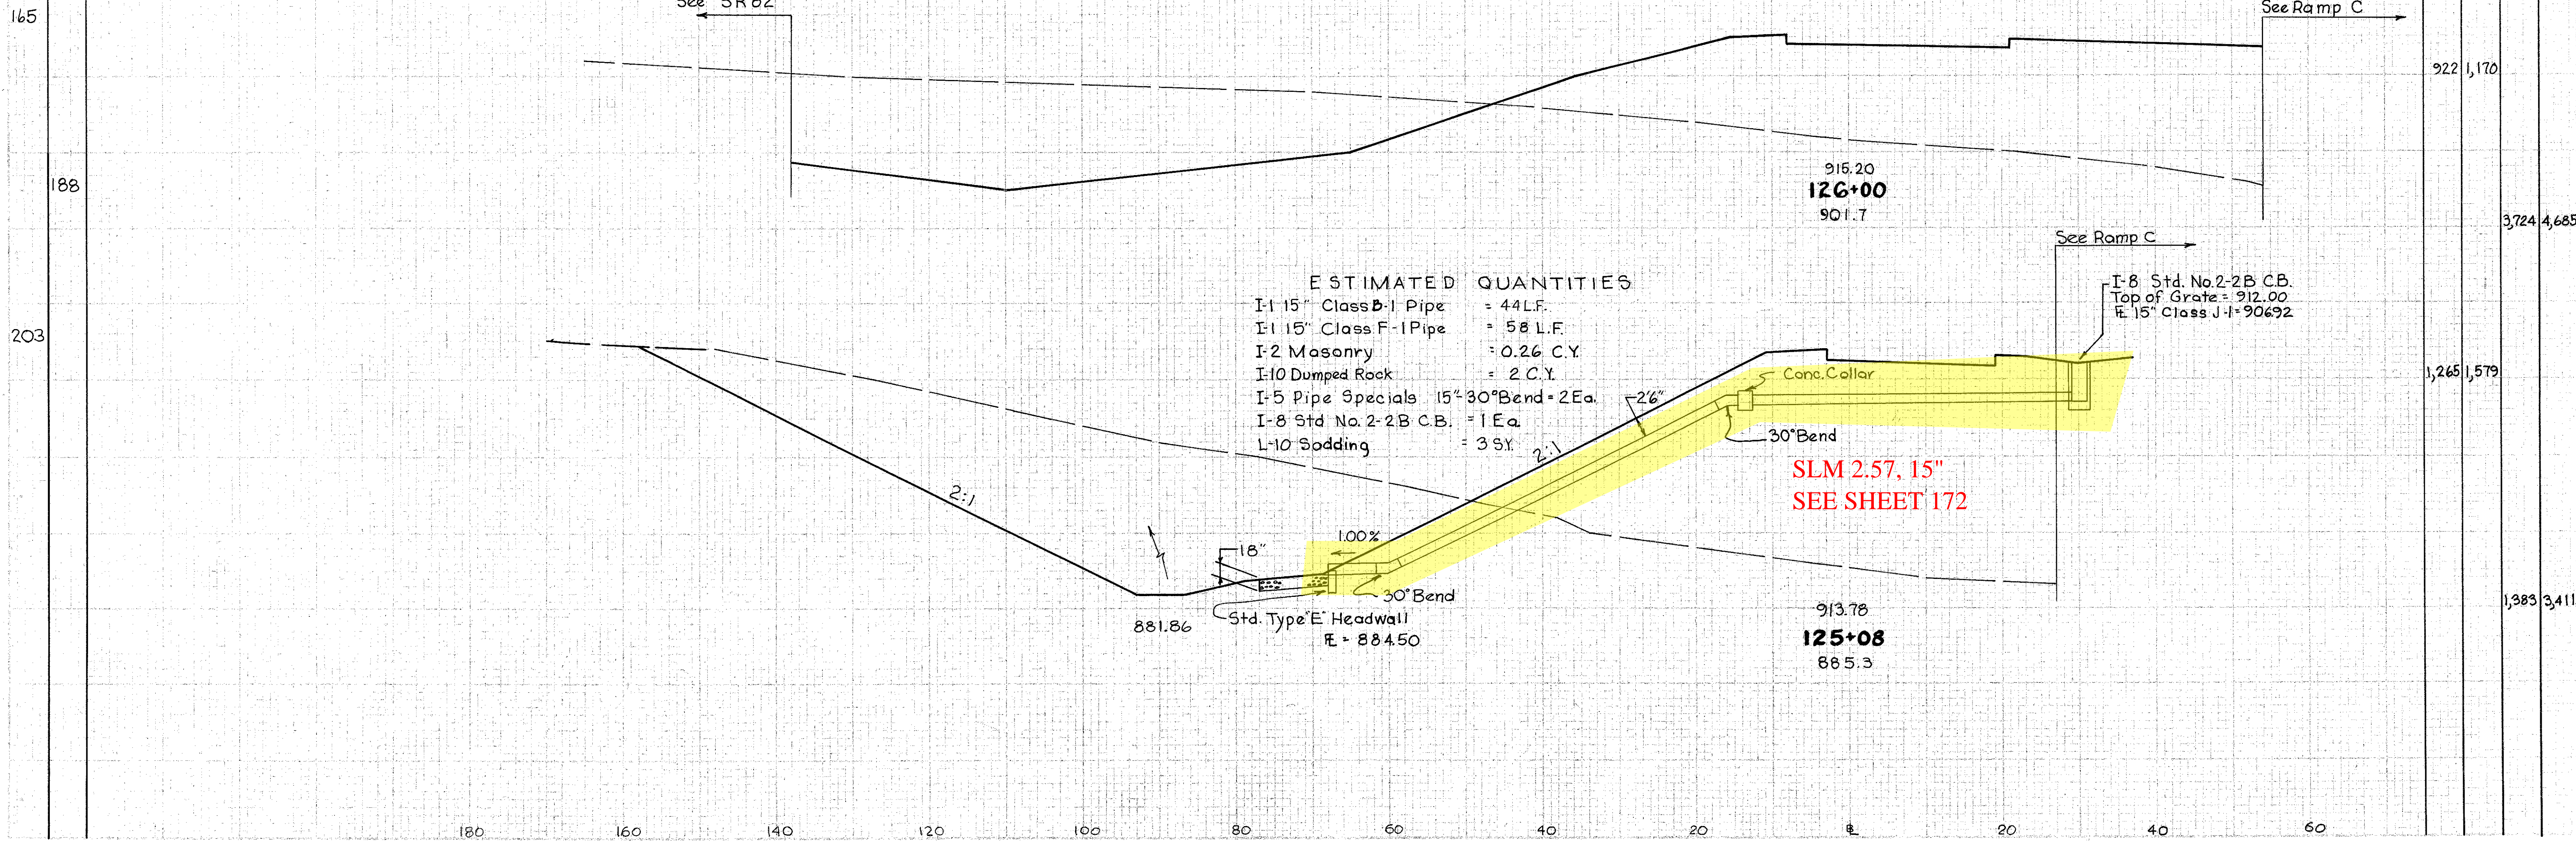 165
See SR 82
See Ramp C
922 1,170
188
915.20
126+00
901.7
3,724 4,685
See Ramp C
ESTIMATED QUANTITIES
I-1 15" Class B-1 Pipe = 44 L.F.
I-1 15" Class F-1 Pipe = 58 L.F.
I-2 Masonry = 0.26 C.Y.
I-10 Dumped Rock = 2 C.Y.
I-5 Pipe Specials 15"-30° Bend = 2 Ea.
I-8 Std No. 2-2B C.B. = 1 Ea.
L-10 Sodding = 3 S.Y.
I-8 Std. No. 2-2B C.B.
Top of Grate = 912.00
℄ 15" Class J-1 = 906.92
203
1,265 1,579
Conc. Collar
2'6"
30° Bend
2:1
SLM 2.57, 15"
SEE SHEET 172
2:1
1.00%
18"
30° Bend
Std. Type "E" Headwall
℄ = 884.50
881.86
913.78
125+08
885.3
1,383 3,411
180 160 140 120 100 80 60 40 20 ℄ 20 40 60